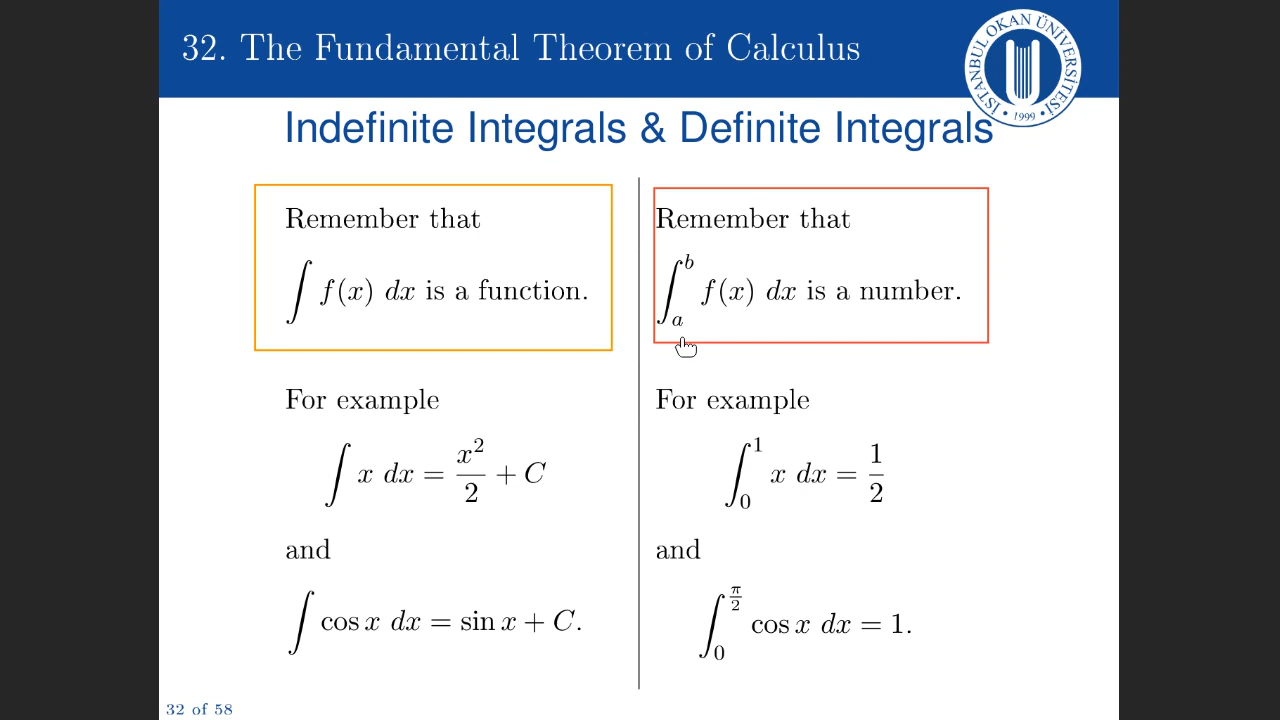 32. The Fundamental Theorem of Calculus
İSTANBUL OKAN ÜNİVERSİTESİ
• 1999 •
Indefinite Integrals & Definite Integrals
Remember that
∫ f(x) dx is a function.
For example
∫ x dx = x²/2 + C
and
∫ cos x dx = sin x + C.
Remember that
∫_a^b f(x) dx is a number.
For example
∫_0^1 x dx = 1/2
and
∫_0^{π/2} cos x dx = 1.
32 of 58